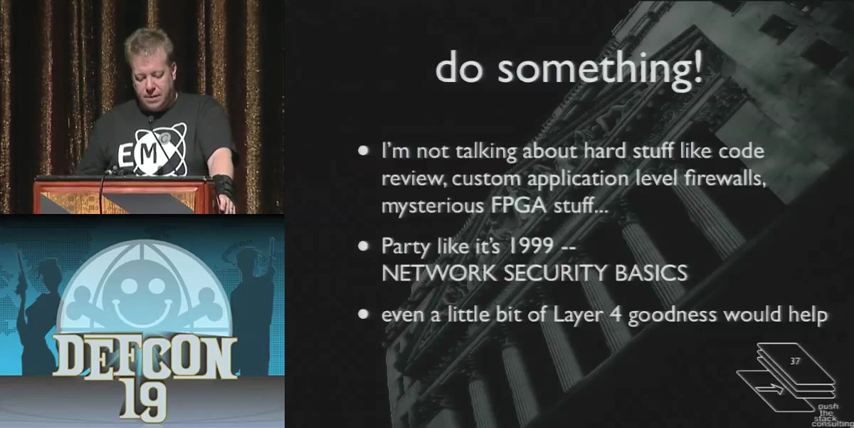 do something!
• I'm not talking about hard stuff like code
review, custom application level firewalls,
mysterious FPGA stuff...
• Party like it's 1999 --
NETWORK SECURITY BASICS
• even a little bit of Layer 4 goodness would help
37
push
the
stack
consulting
EM
DEFCON
19